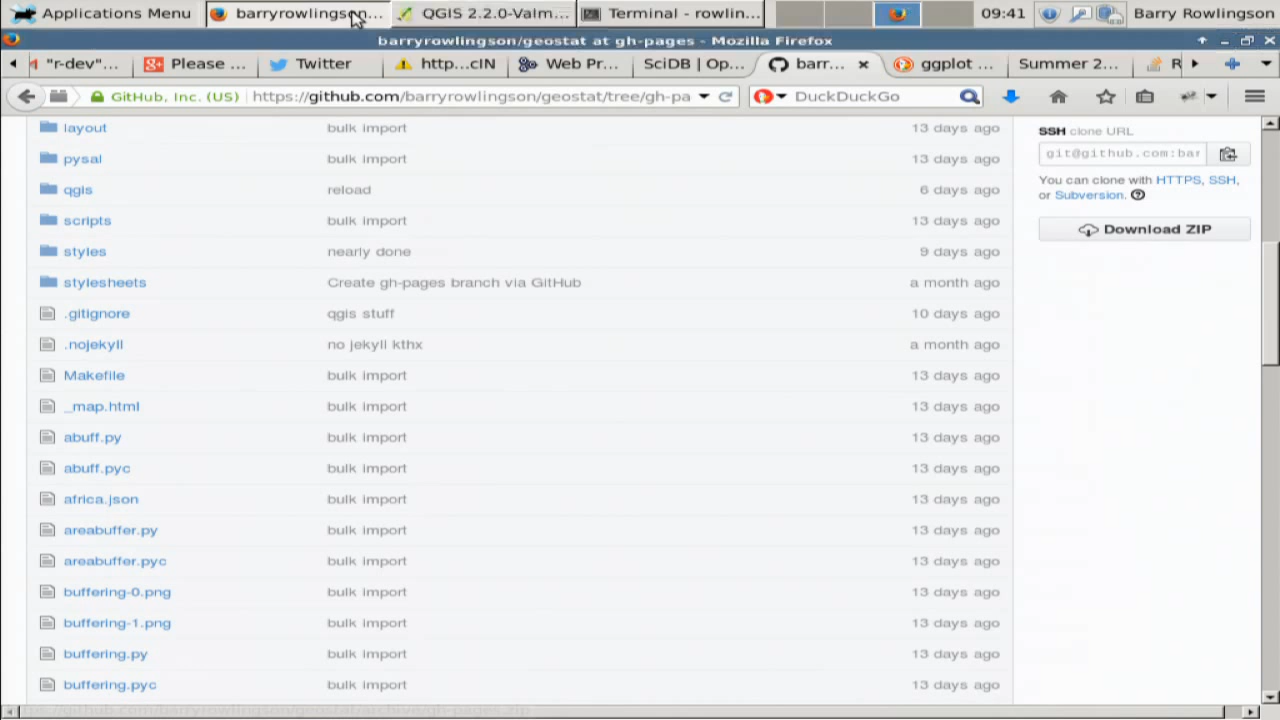 Applications Menu barryrowlingson... QGIS 2.2.0-Valm... Terminal - rowlin... 09:41 Barry Rowlingson
barryrowlingson/geostat at gh-pages - Mozilla Firefox
"r-dev"... Please ... Twitter http...cIN Web Pr... SciDB | Op... barr... ggplot ... Summer 2... R
GitHub, Inc. (US) https://github.com/barryrowlingson/geostat/tree/gh-pa DuckDuckGo
layout bulk import 13 days ago
pysal bulk import 13 days ago
qgis reload 6 days ago
scripts bulk import 13 days ago
styles nearly done 9 days ago
stylesheets Create gh-pages branch via GitHub a month ago
.gitignore qgis stuff 10 days ago
.nojekyll no jekyll kthx a month ago
Makefile bulk import 13 days ago
_map.html bulk import 13 days ago
abuff.py bulk import 13 days ago
abuff.pyc bulk import 13 days ago
africa.json bulk import 13 days ago
areabuffer.py bulk import 13 days ago
areabuffer.pyc bulk import 13 days ago
buffering-0.png bulk import 13 days ago
buffering-1.png bulk import 13 days ago
buffering.py bulk import 13 days ago
buffering.pyc bulk import 13 days ago
SSH clone URL
git@github.com:bar
You can clone with HTTPS, SSH,
or Subversion.
Download ZIP